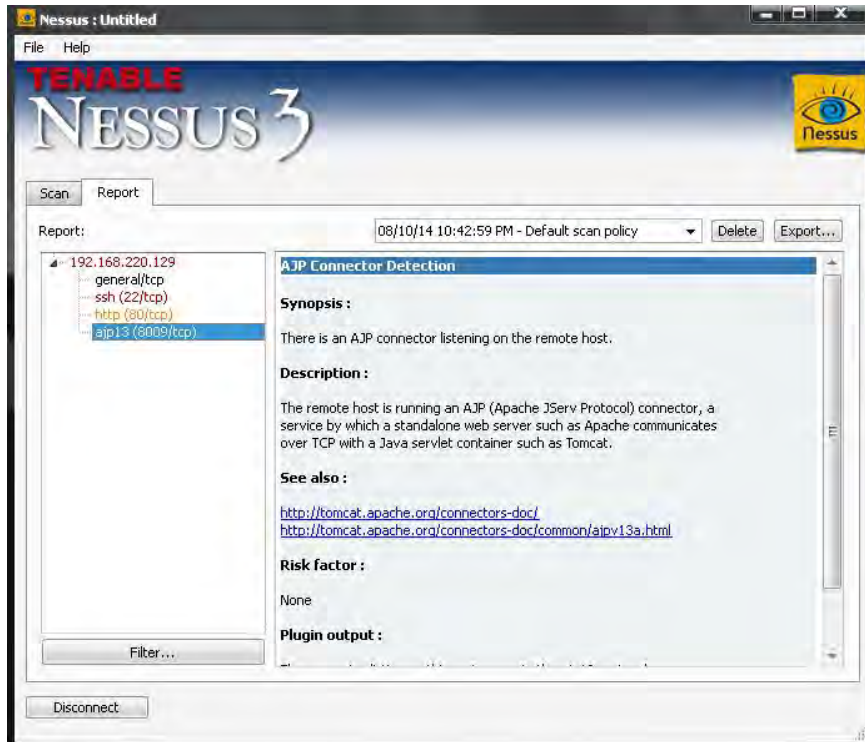 Nessus : Untitled
File Help
TENABLE
NESSUS 3
nessus
Scan Report
Report:
08/10/14 10:42:59 PM - Default scan policy
Delete Export...
192.168.220.129
general/tcp
ssh (22/tcp)
http (80/tcp)
ajp13 (8009/tcp)
Filter...
AJP Connector Detection
Synopsis :
There is an AJP connector listening on the remote host.
Description :
The remote host is running an AJP (Apache JServ Protocol) connector, a
service by which a standalone web server such as Apache communicates
over TCP with a Java servlet container such as Tomcat.
See also :
http://tomcat.apache.org/connectors-doc/
http://tomcat.apache.org/connectors-doc/common/ajpv13a.html
Risk factor :
None
Plugin output :
Disconnect